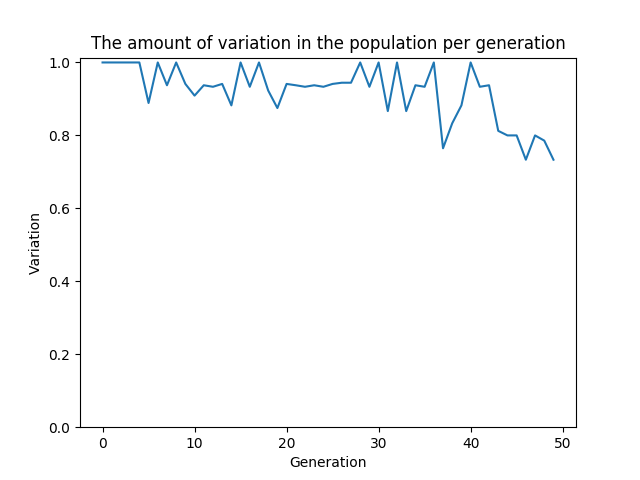 The amount of variation in the population per generation
1.0
0.8
0.6
0.4
0.2
0.0
Variation
0 10 20 30 40 50
Generation